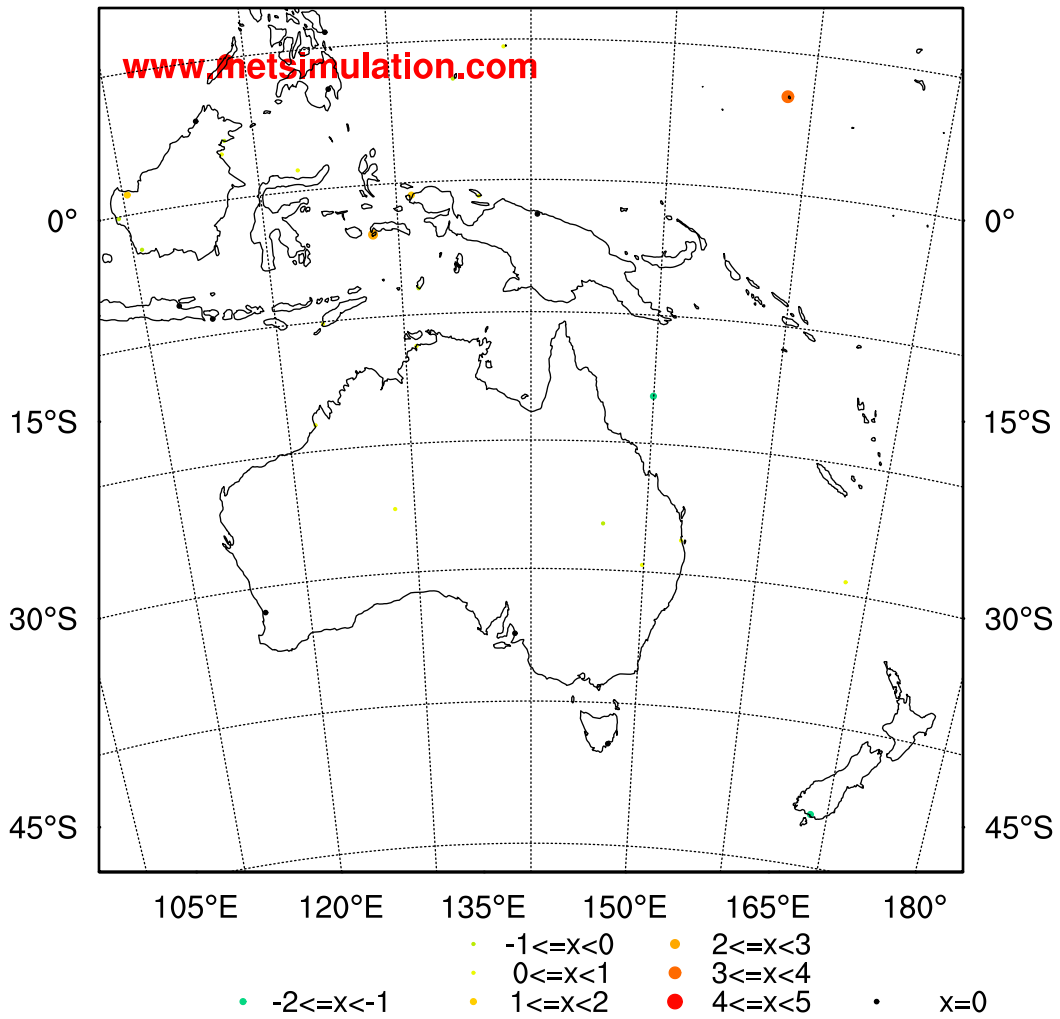 www.metsimulation.com
0° 0°
15°S 15°S
30°S 30°S
45°S 45°S
105°E 120°E 135°E 150°E 165°E 180°
-1<=x<0 2<=x<3
0<=x<1 3<=x<4
-2<=x<-1 1<=x<2 4<=x<5 x=0